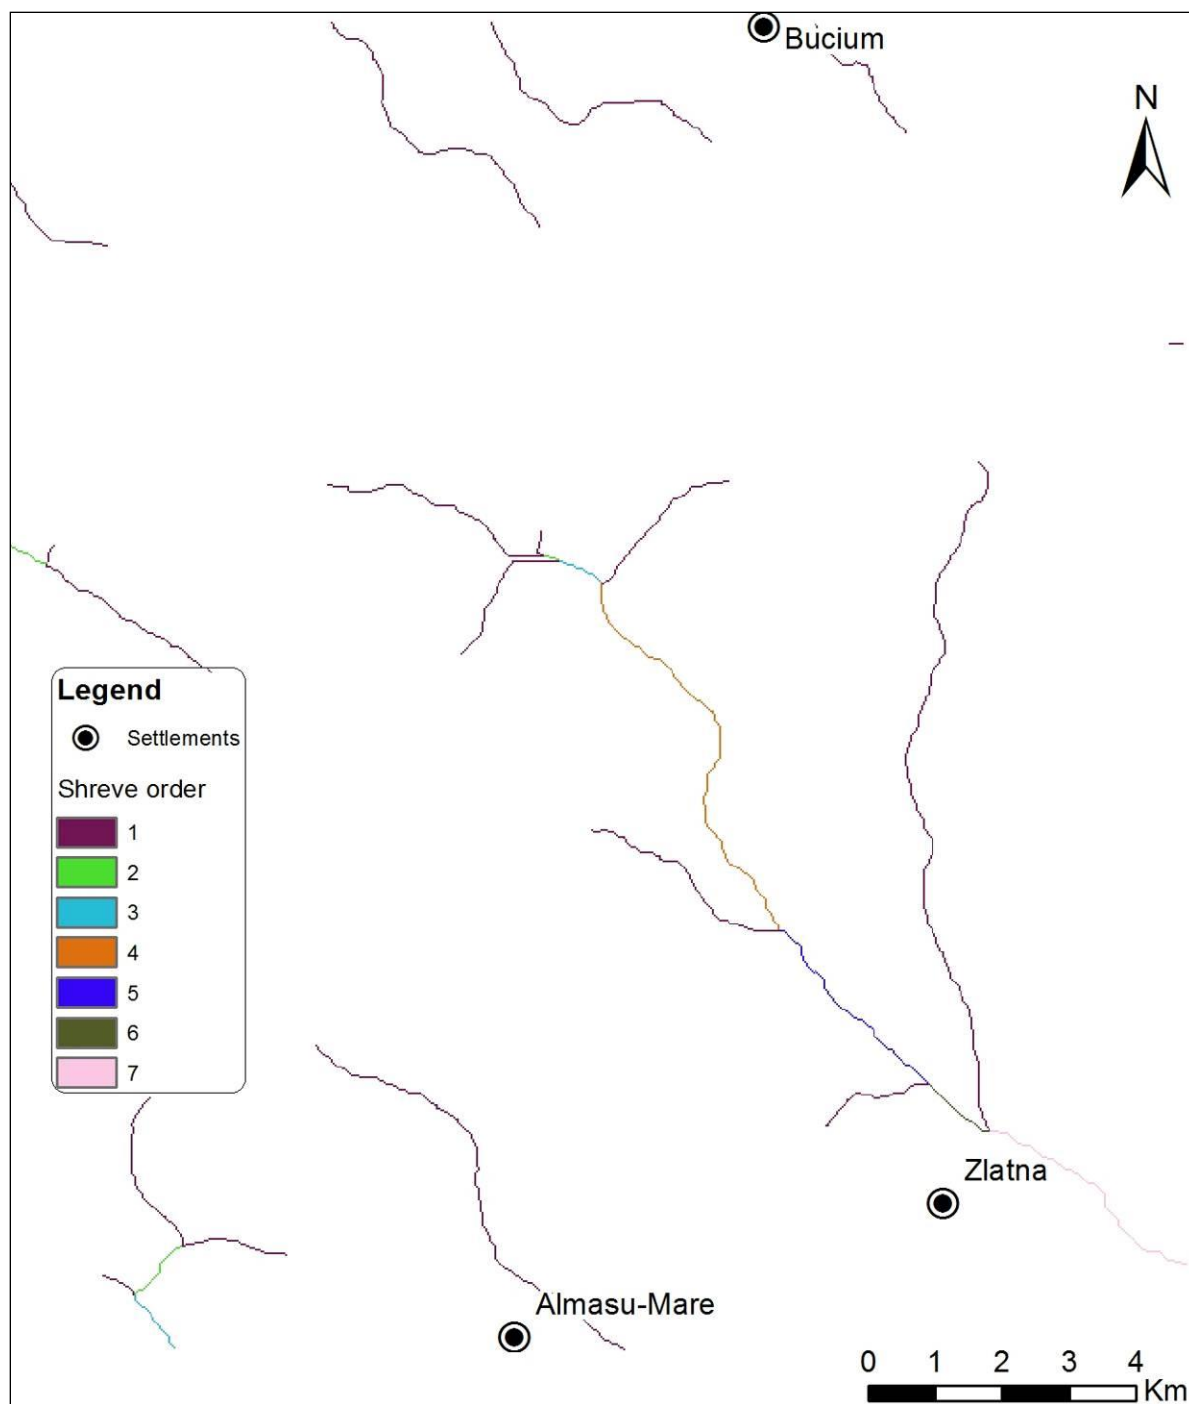 Bucium
N
Legend
Settlements
Shreve order
1
2
3
4
5
6
7
Zlatna
Almasu-Mare
0 1 2 3 4
Km